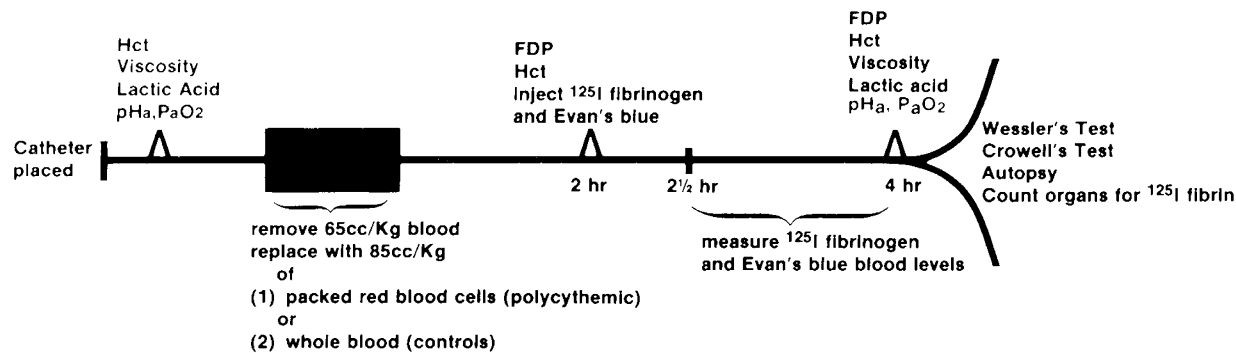 Catheter
placed
Hct
Viscosity
Lactic Acid
pHa, PaO2
remove 65cc/Kg blood
replace with 85cc/Kg
of
(1) packed red blood cells (polycythemic)
or
(2) whole blood (controls)
FDP
Hct
Inject 125I fibrinogen
and Evan's blue
2 hr
2½ hr
measure 125I fibrinogen
and Evan's blue blood levels
FDP
Hct
Viscosity
Lactic acid
pHa, PaO2
4 hr
Wessler's Test
Crowell's Test
Autopsy
Count organs for 125I fibrin